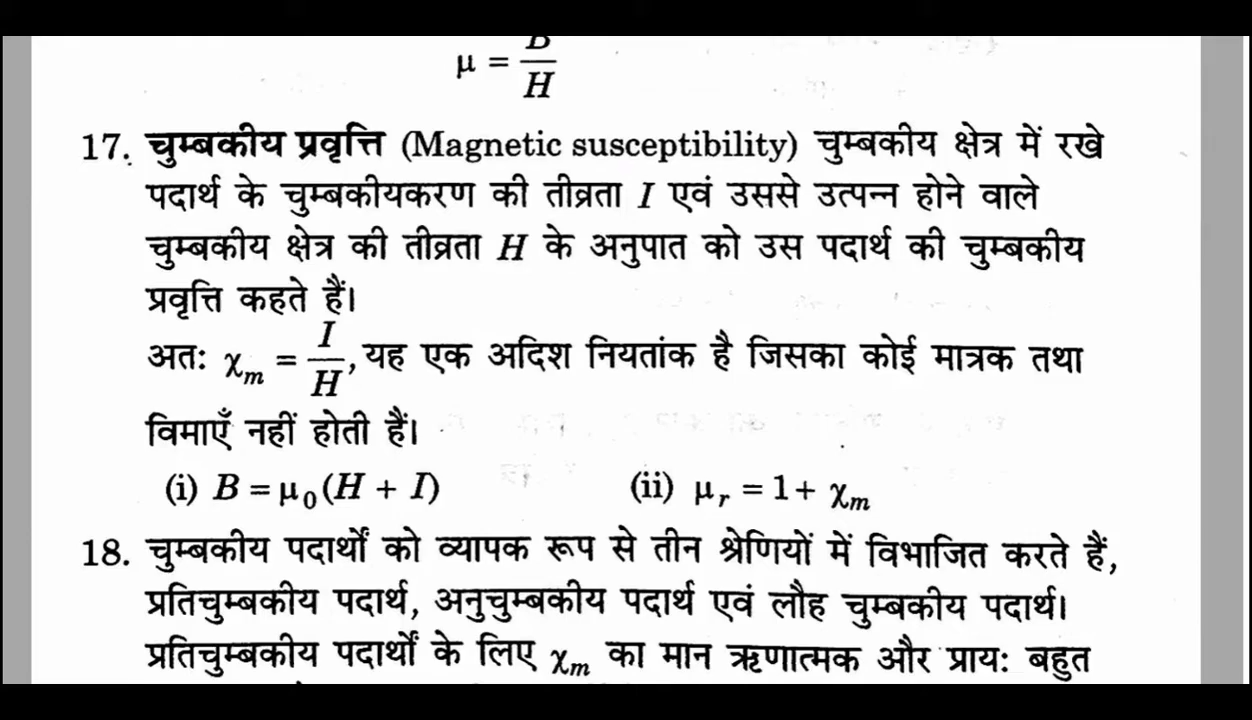 μ = B/H
17. चुम्बकीय प्रवृत्ति (Magnetic susceptibility) चुम्बकीय क्षेत्र में रखे
पदार्थ के चुम्बकीयकरण की तीव्रता I एवं उससे उत्पन्न होने वाले
चुम्बकीय क्षेत्र की तीव्रता H के अनुपात को उस पदार्थ की चुम्बकीय
प्रवृत्ति कहते हैं।
अतः χₘ = I/H, यह एक अदिश नियतांक है जिसका कोई मात्रक तथा
विमाएँ नहीं होती हैं।
(i) B = μ₀(H + I) (ii) μᵣ = 1 + χₘ
18. चुम्बकीय पदार्थों को व्यापक रूप से तीन श्रेणियों में विभाजित करते हैं,
प्रतिचुम्बकीय पदार्थ, अनुचुम्बकीय पदार्थ एवं लौह चुम्बकीय पदार्थ।
प्रतिचुम्बकीय पदार्थों के लिए χₘ का मान ऋणात्मक और प्रायः बहुत